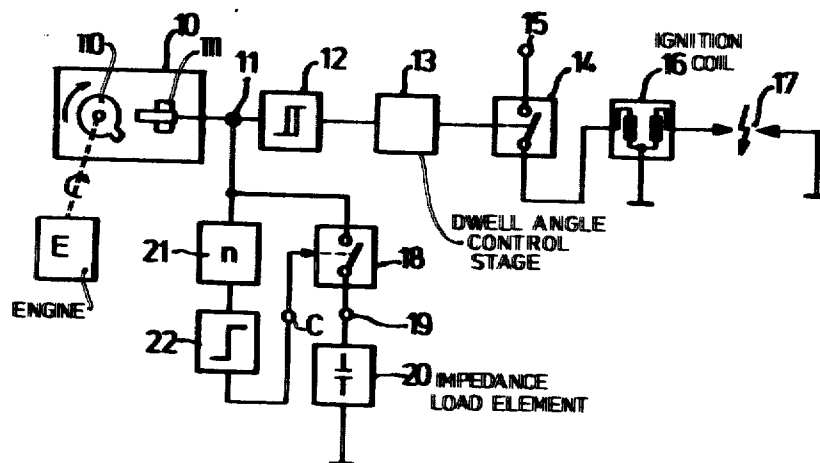 10
110
111
11
12
13
14
15
IGNITION
16 COIL
17
DWELL ANGLE
CONTROL
STAGE
E
ENGINE
21
n
18
22
C
19
20 IMPEDANCE
LOAD ELEMENT